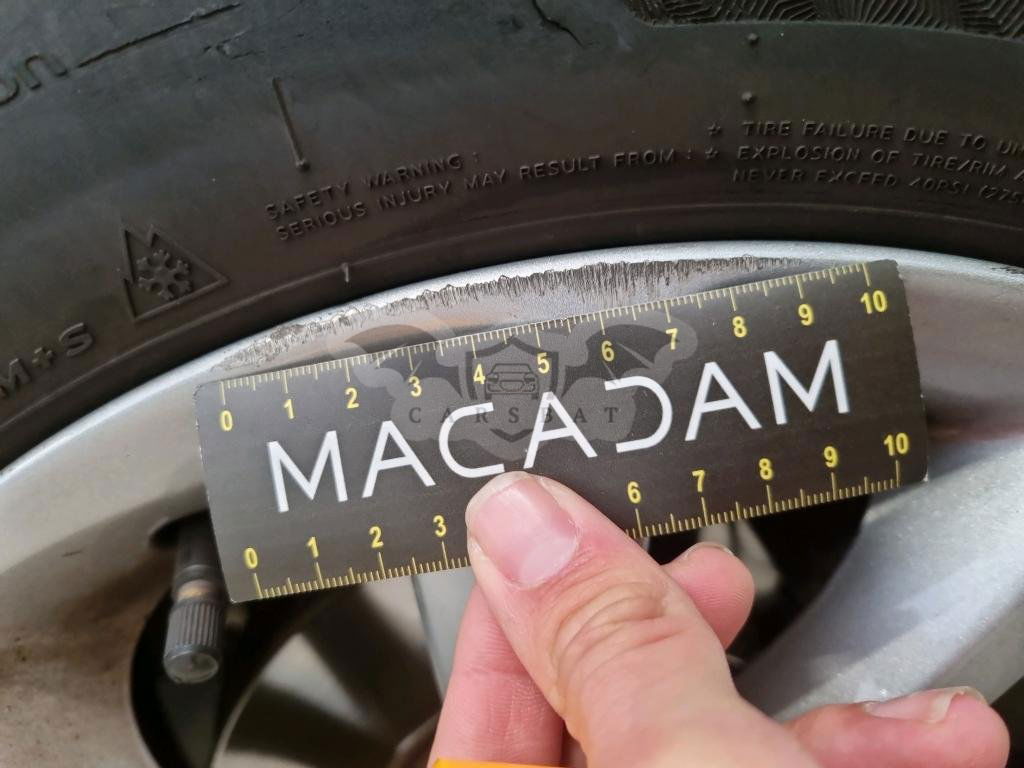 SAFETY WARNING :
SERIOUS INJURY MAY RESULT FROM :
* TIRE FAILURE DUE TO
* EXPLOSION OF TIRE/RIM
NEVER EXCEED 40PSI (275
M+S
0 1 2 3 4 5 6 7 8 9 10
CARSBAT
MACADAM
0 1 2 3 6 7 8 9 10